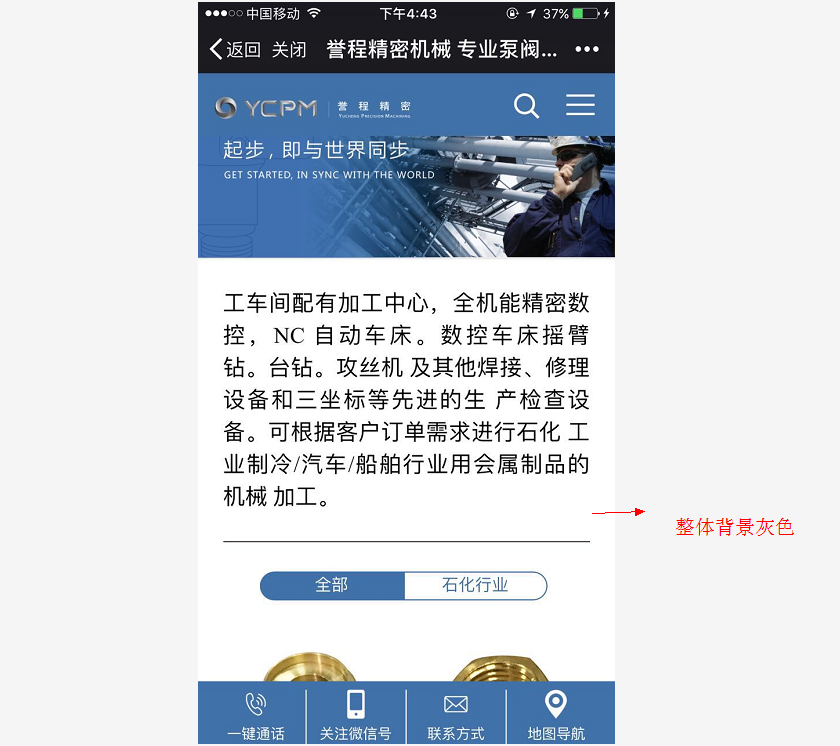 中国移动 下午4:43 37%
返回 关闭 誉程精密机械 专业泵阀...
YCPM 誉程精密
YUCHENG PRECISION MACHINING
起步, 即与世界同步
GET STARTED, IN SYNC WITH THE WORLD
工车间配有加工中心，全机能精密数
控，NC 自动车床。数控车床摇臂
钻。台钻。攻丝机 及其他焊接、修理
设备和三坐标等先进的生 产检查设
备。可根据客户订单需求进行石化 工
业制冷/汽车/船舶行业用会属制品的
机械 加工。
整体背景灰色
全部 石化行业
一键通话 关注微信号 联系方式 地图导航